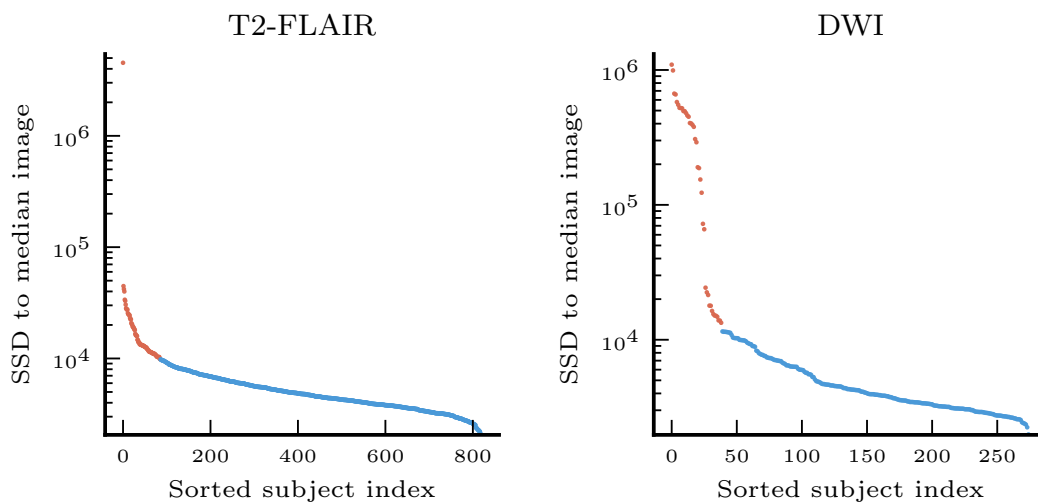 T2-FLAIR
SSD to median image
10^6
10^5
10^4
0 200 400 600 800
Sorted subject index
DWI
SSD to median image
10^6
10^5
10^4
0 50 100 150 200 250
Sorted subject index